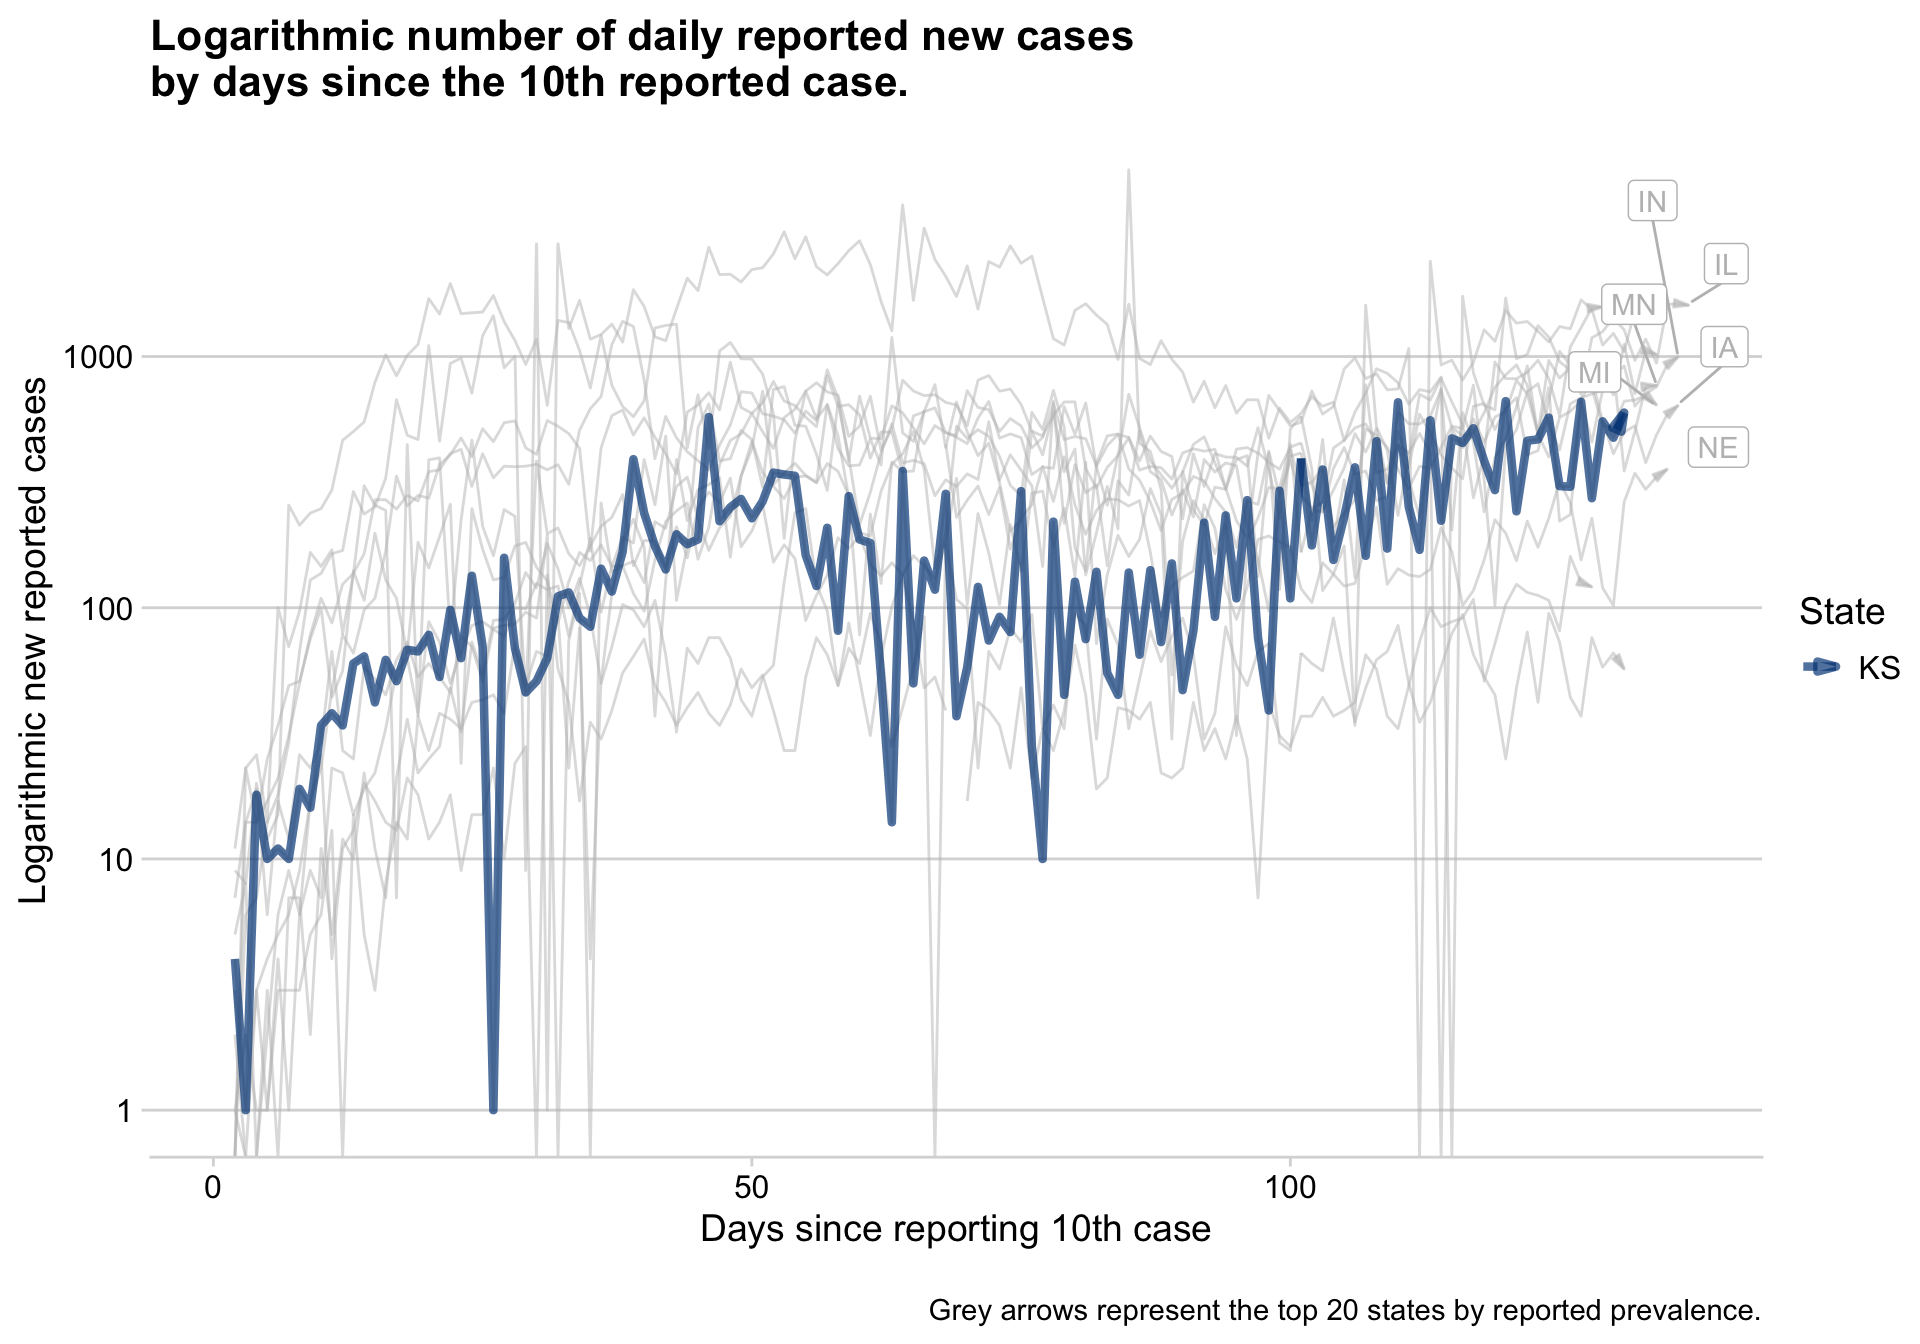 Logarithmic number of daily reported new cases
by days since the 10th reported case.
IN
IL
MN
1000
IA
MI
NE
Logarithmic new reported cases
100
State
KS
10
1
0
50
100
Days since reporting 10th case
Grey arrows represent the top 20 states by reported prevalence.